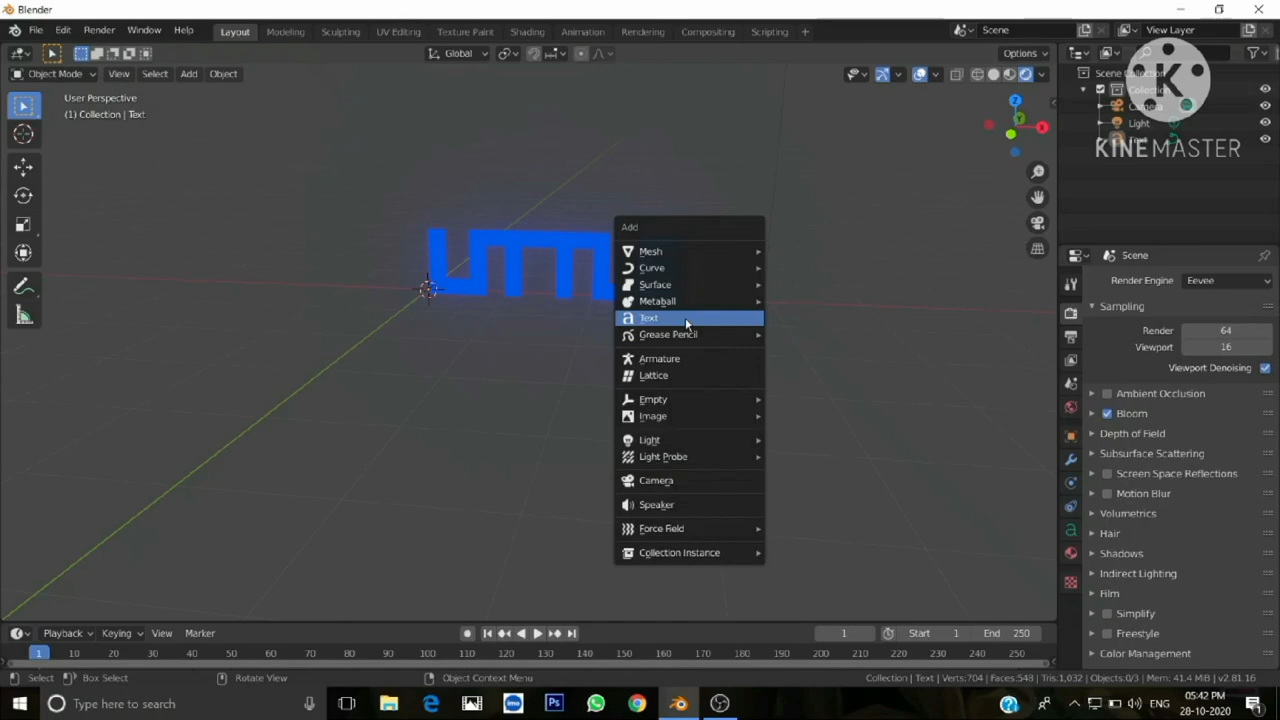 Blender
File Edit Render Window Help Layout Modeling Sculpting UV Editing Texture Paint Shading Animation Rendering Compositing Scripting + Scene View Layer
Global Options
Object Mode View Select Add Object
User Perspective
(1) Collection | Text
Scene Collection
Collection
Camera
Light
K
KINEMASTER
Z
Y
X
Add
Mesh
Curve
Surface
Metaball
Text
Grease Pencil
Armature
Lattice
Empty
Image
Light
Light Probe
Camera
Speaker
Force Field
Collection Instance
Scene
Render Engine Eevee
Sampling
Render 64
Viewport 16
Viewport Denoising
Ambient Occlusion
Bloom
Depth of Field
Subsurface Scattering
Screen Space Reflections
Motion Blur
Volumetrics
Hair
Shadows
Indirect Lighting
Film
Simplify
Freestyle
Color Management
Playback Keying View Marker 1 Start 1 End 250
1 10 20 30 40 50 60 70 80 90 100 110 120 130 140 150 160 170 180 190 200 210 220 230 240 250
Select Box Select Rotate View Object Context Menu Collection | Text | Verts:704 | Faces:548 | Tris:1,032 | Objects:0/3 | Mem: 41.4 MiB | v2.81.16
Type here to search
ENG
05:42 PM
28-10-2020